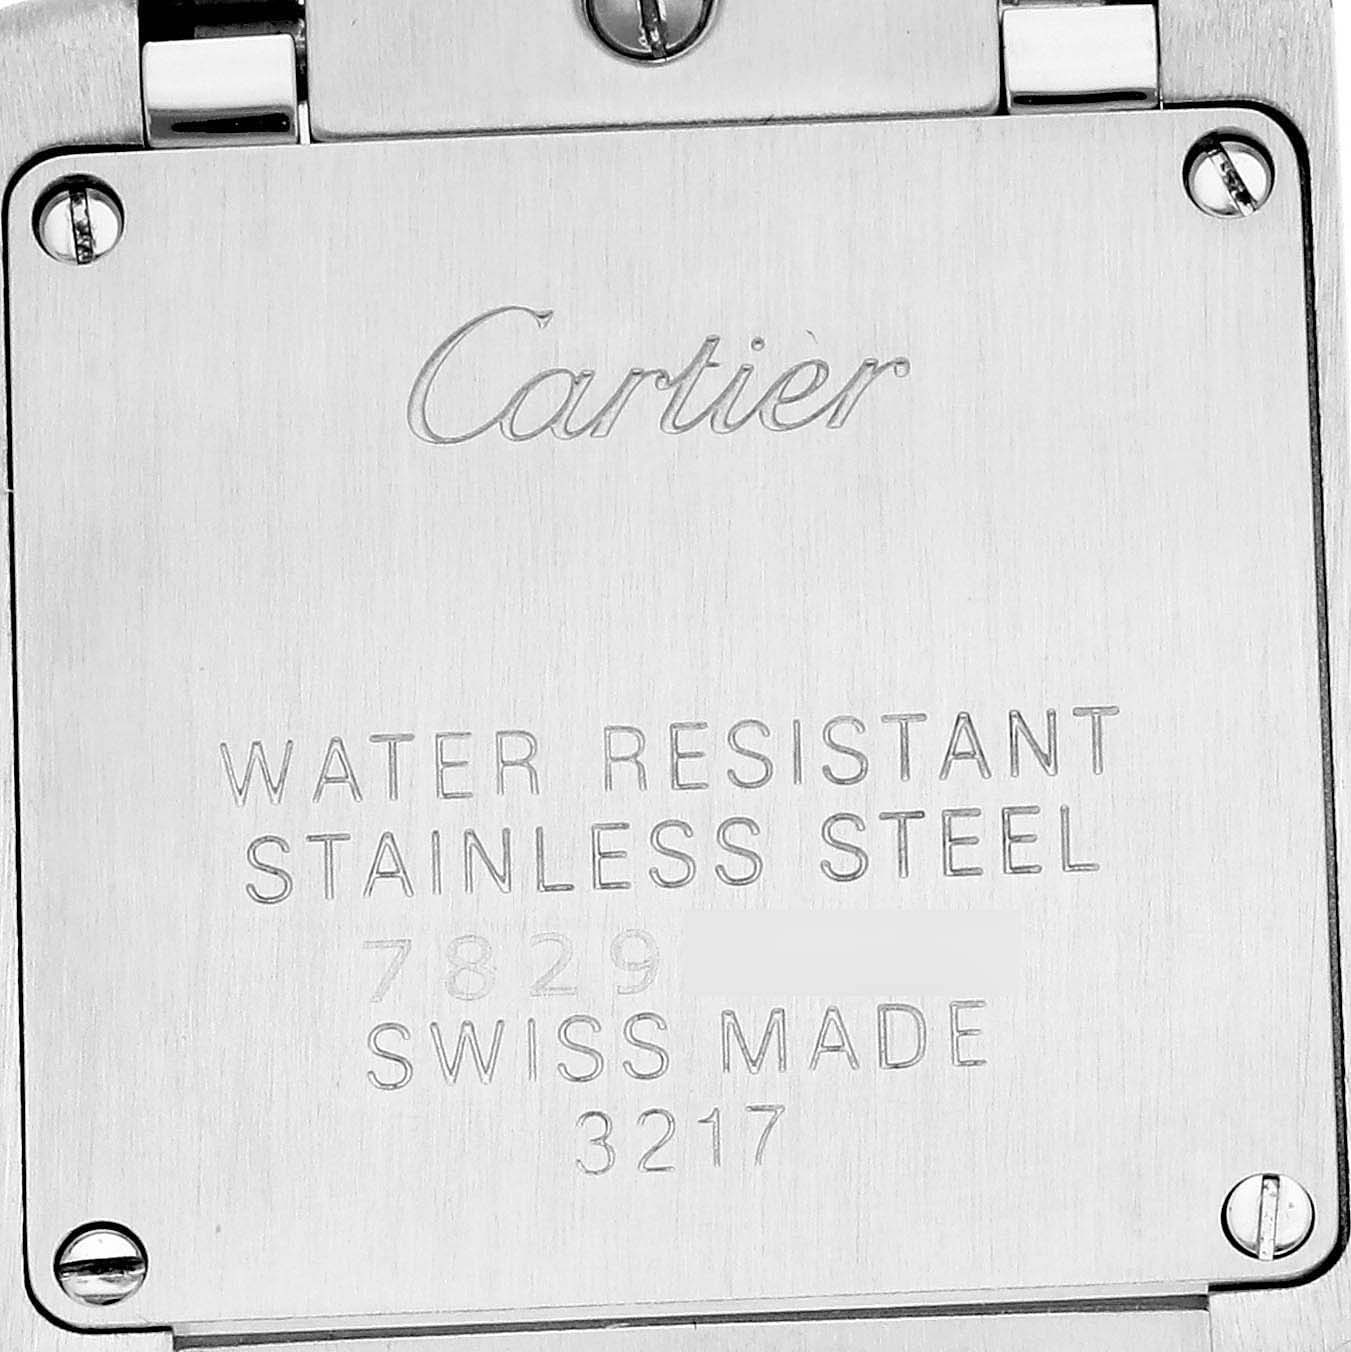 Cartier
WATER RESISTANT
STAINLESS STEEL
7829
SWISS MADE
3217